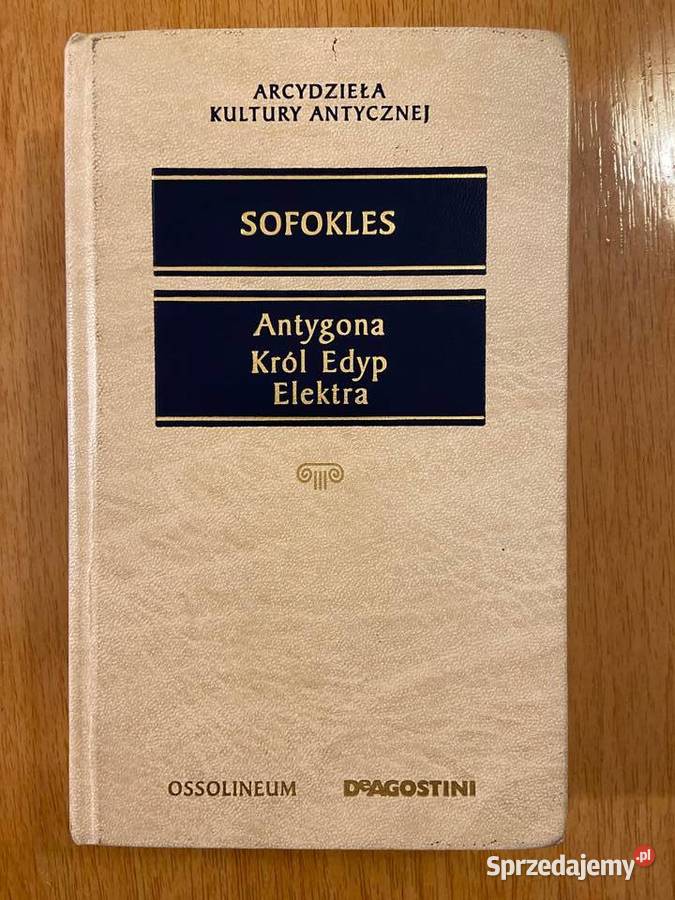 ARCYDZIEŁA
KULTURY ANTYCZNEJ
SOFOKLES
Antygona
Król Edyp
Elektra
OSSOLINEUM DeAGOSTINI
Sprzedajemy.pl